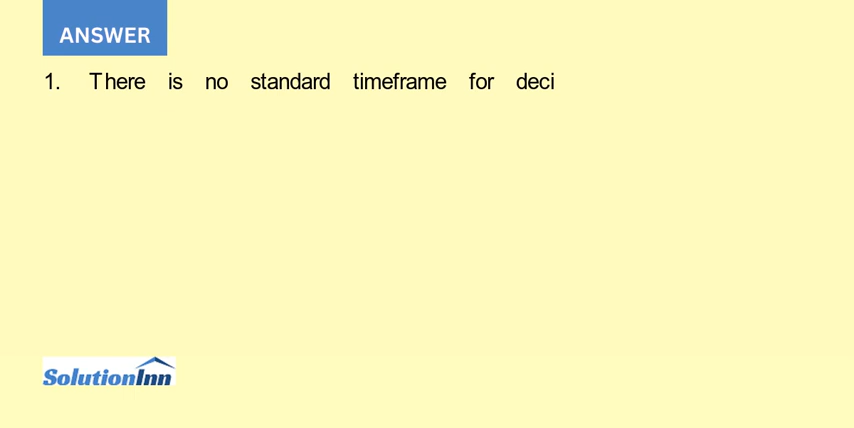 ANSWER
1. There is no standard timeframe for deci
SolutionInn